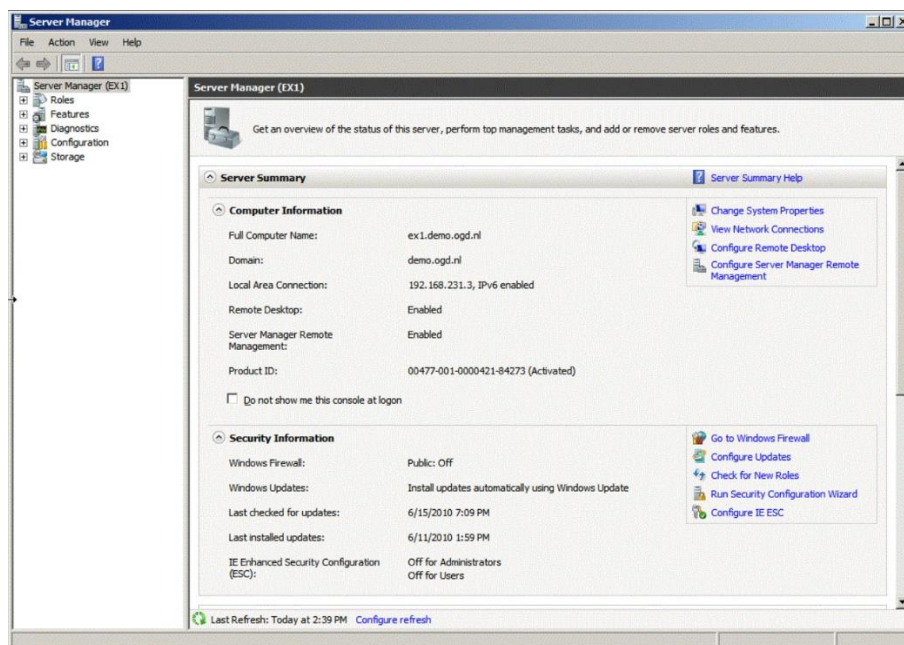 Server Manager
File Action View Help
Server Manager (EX1)
Roles
Features
Diagnostics
Configuration
Storage
Server Manager (EX1)
Get an overview of the status of this server, perform top management tasks, and add or remove server roles and features.
Server Summary
Server Summary Help
Computer Information
Full Computer Name: ex1.demo.ogd.nl
Domain: demo.ogd.nl
Local Area Connection: 192.168.231.3, IPv6 enabled
Remote Desktop: Enabled
Server Manager Remote Enabled
Management:
Product ID: 00477-001-0000421-84273 (Activated)
Do not show me this console at logon
Change System Properties
View Network Connections
Configure Remote Desktop
Configure Server Manager Remote
Management
Security Information
Windows Firewall: Public: Off
Windows Updates: Install updates automatically using Windows Update
Last checked for updates: 6/15/2010 7:09 PM
Last installed updates: 6/11/2010 1:59 PM
IE Enhanced Security Configuration Off for Administrators
(ESC): Off for Users
Go to Windows Firewall
Configure Updates
Check for New Roles
Run Security Configuration Wizard
Configure IE ESC
Last Refresh: Today at 2:39 PM Configure refresh